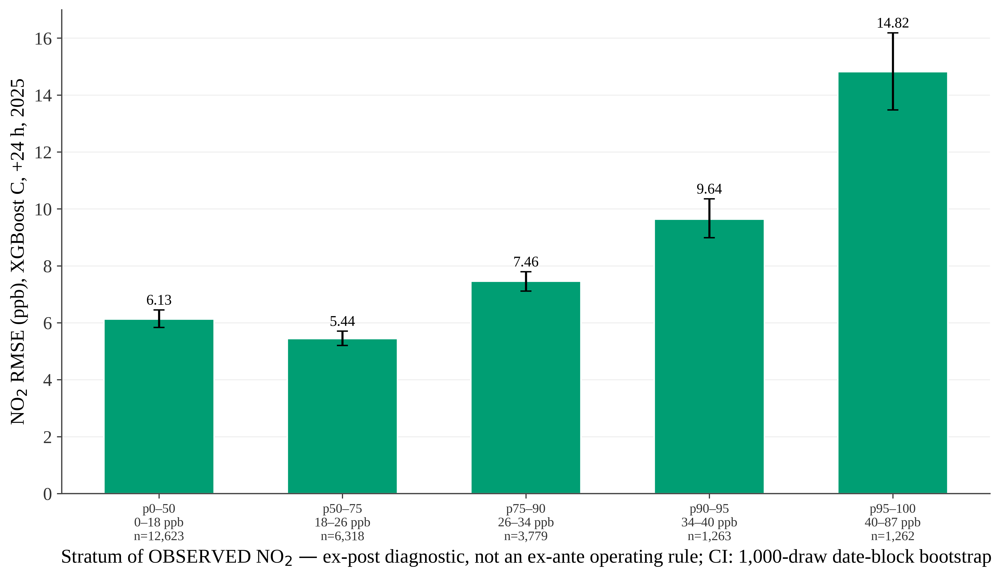 NO₂ RMSE (ppb), XGBoost C, +24 h, 2025
16
14
12
10
8
6
4
2
0
6.13
5.44
7.46
9.64
14.82
p0–50
0–18 ppb
n=12,623
p50–75
18–26 ppb
n=6,318
p75–90
26–34 ppb
n=3,779
p90–95
34–40 ppb
n=1,263
p95–100
40–87 ppb
n=1,262
Stratum of OBSERVED NO₂ — ex-post diagnostic, not an ex-ante operating rule; CI: 1,000-draw date-block bootstrap